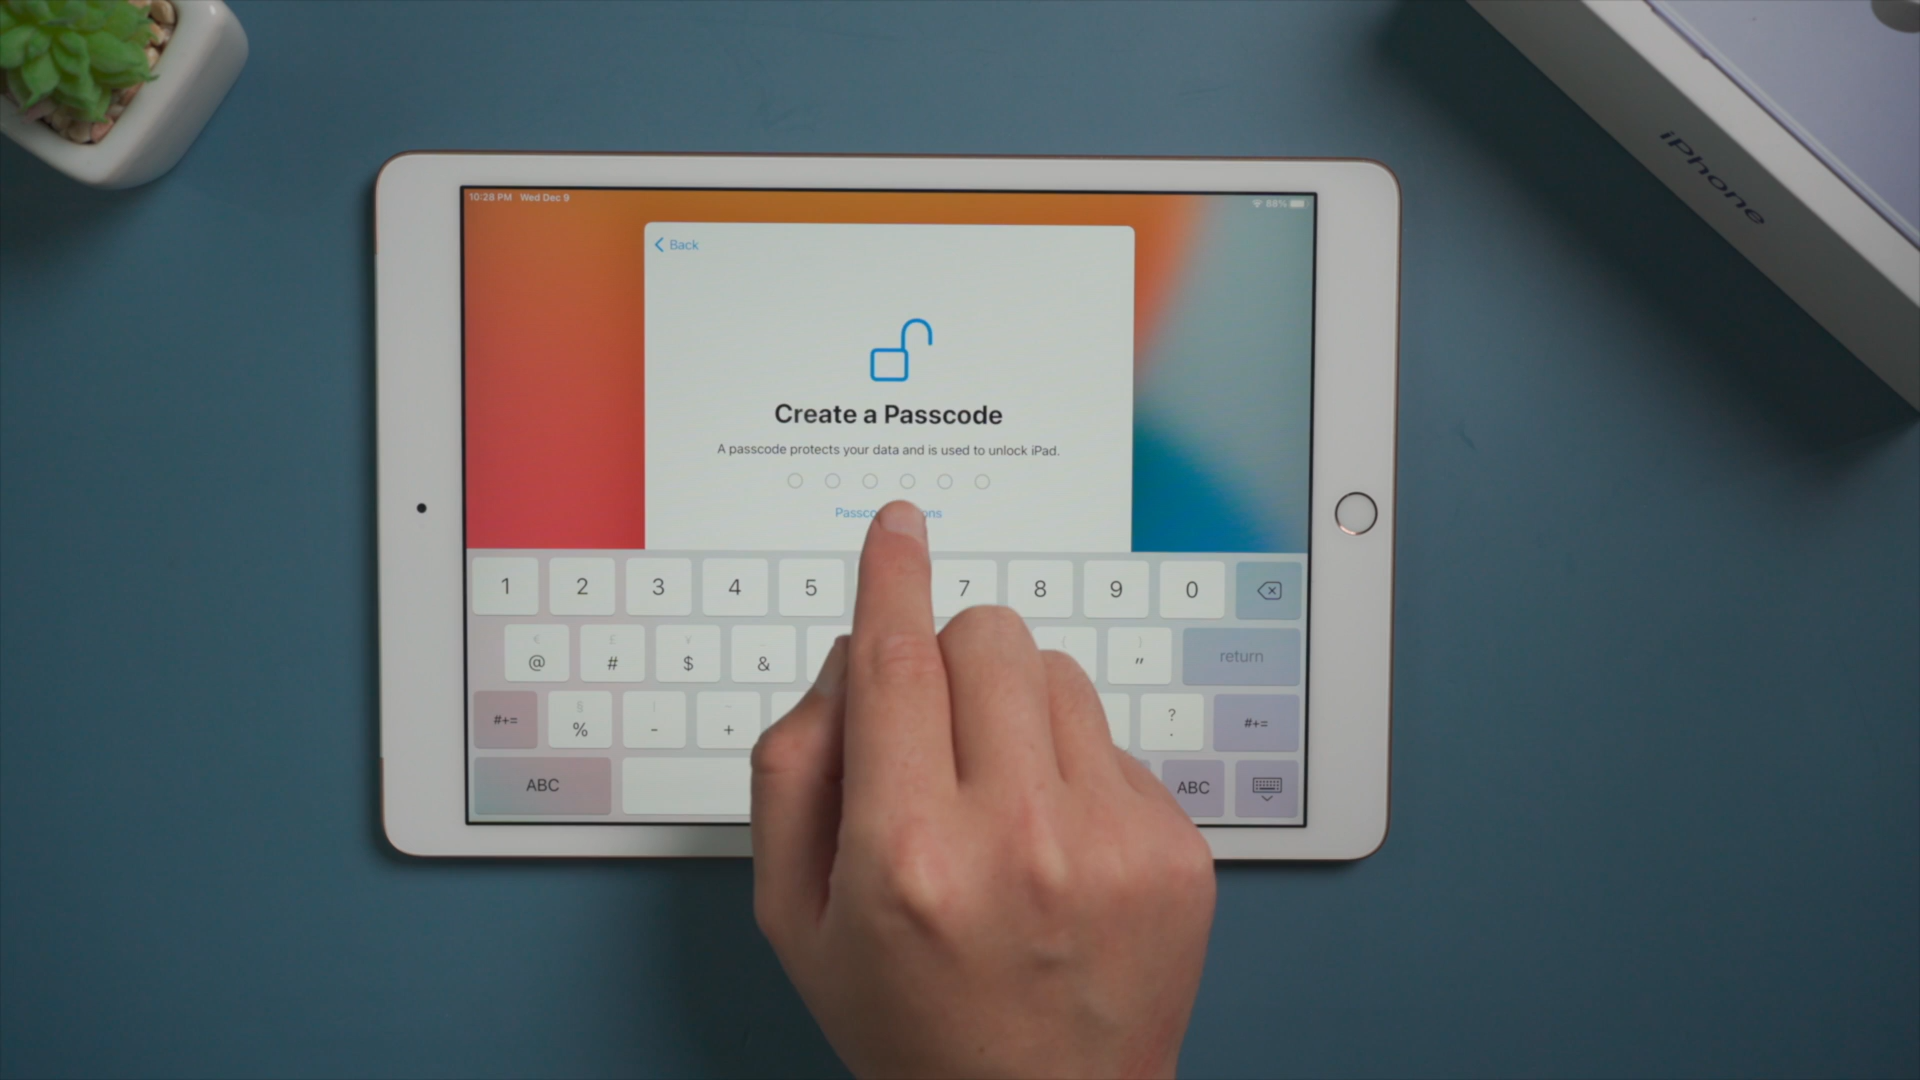 10:28 PM Wed Dec 9
68%
iPhone
Back
Create a Passcode
A passcode protects your data and is used to unlock iPad.
1 2 3 4 5 7 8 9 0
€ £ ¥
@ # $ & "
return
#+= % - + ? . #+=
§
ABC ABC